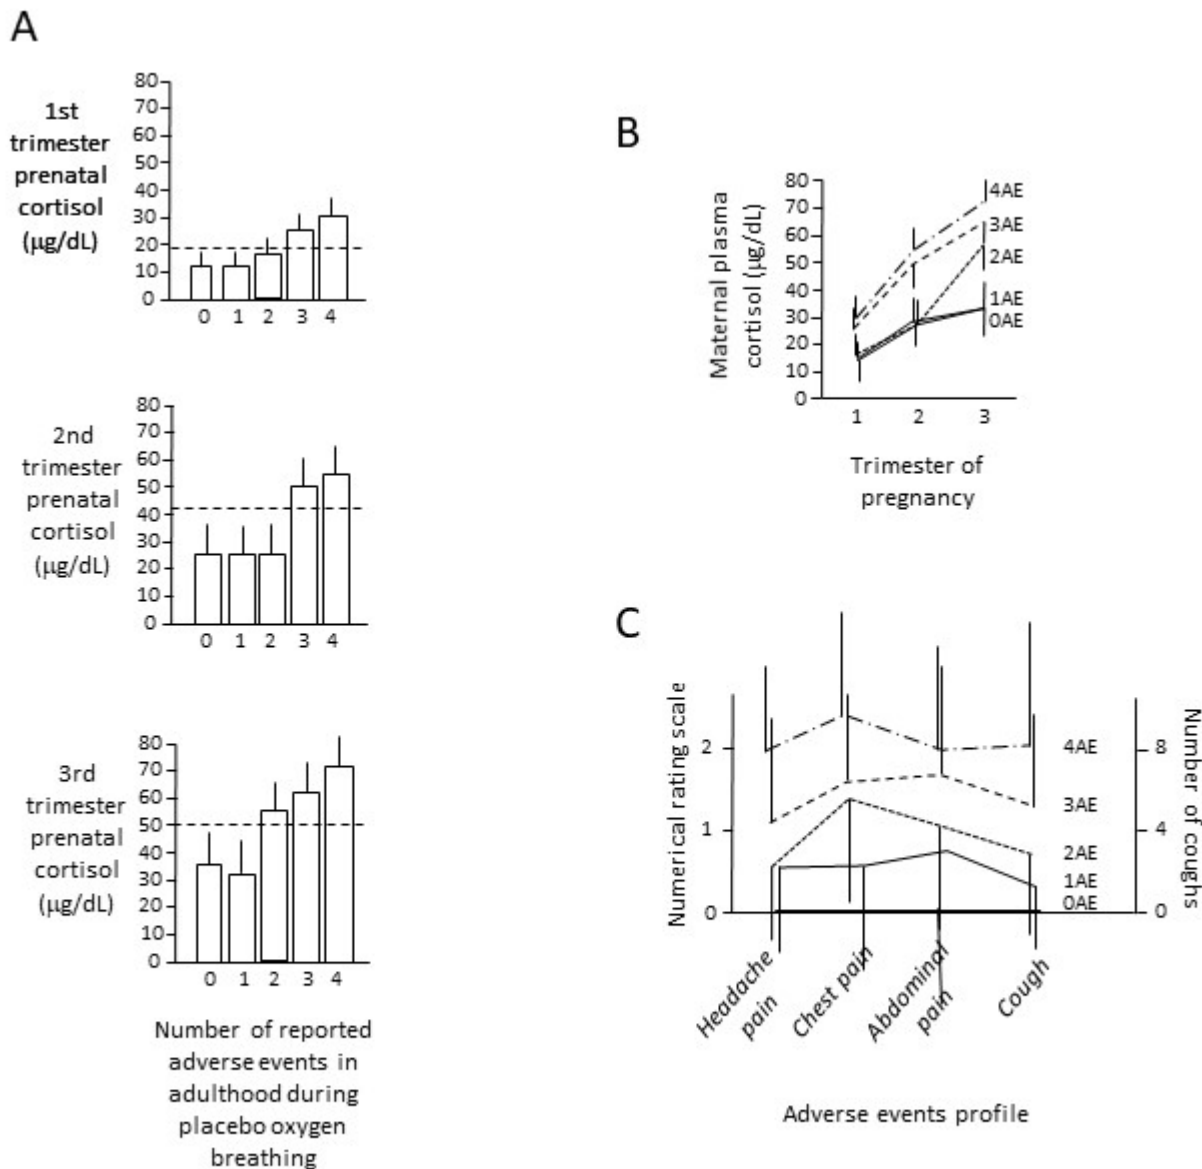 A
1st
trimester
prenatal
cortisol
(µg/dL)
80
70
60
50
40
30
20
10
0
0 1 2 3 4
2nd
trimester
prenatal
cortisol
(µg/dL)
80
70
60
50
40
30
20
10
0
0 1 2 3 4
3rd
trimester
prenatal
cortisol
(µg/dL)
80
70
60
50
40
30
20
10
0
0 1 2 3 4
Number of reported
adverse events in
adulthood during
placebo oxygen
breathing
B
Maternal plasma
cortisol (µg/dL)
80
70
60
50
40
30
20
10
0
4AE
3AE
2AE
1AE
0AE
1 2 3
Trimester of
pregnancy
C
Numerical rating scale
2
1
0
4AE
3AE
2AE
1AE
0AE
8
4
0
Number of coughs
Headache
pain
Chest pain
Abdominal
pain
Cough
Adverse events profile